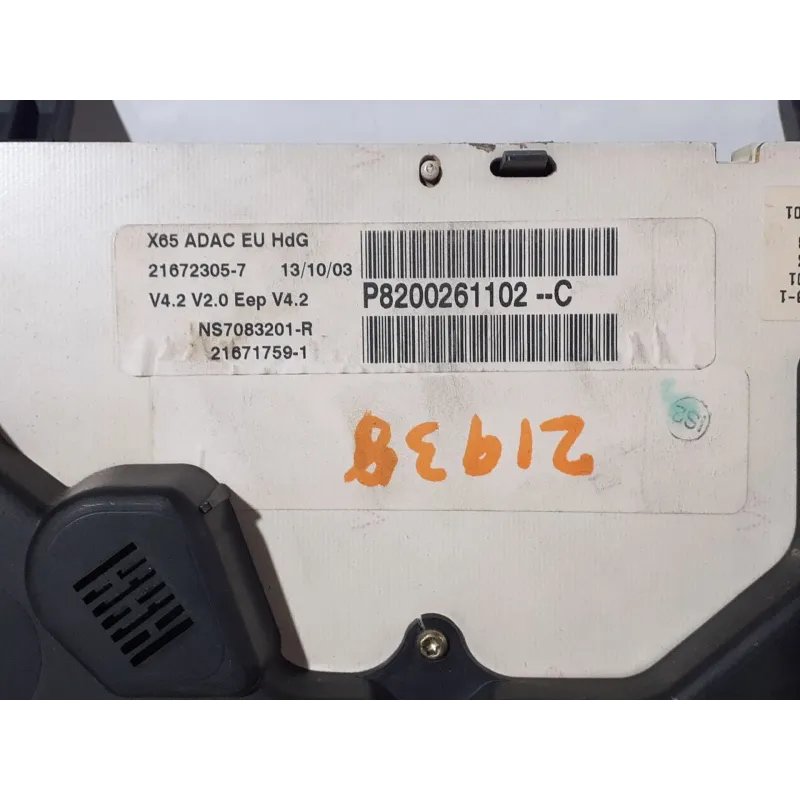 X65 ADAC EU HdG
21672305-7 13/10/03
V4.2 V2.0 Eep V4.2
P8200261102 --C
NS7083201-R
21671759-1
21938
S2